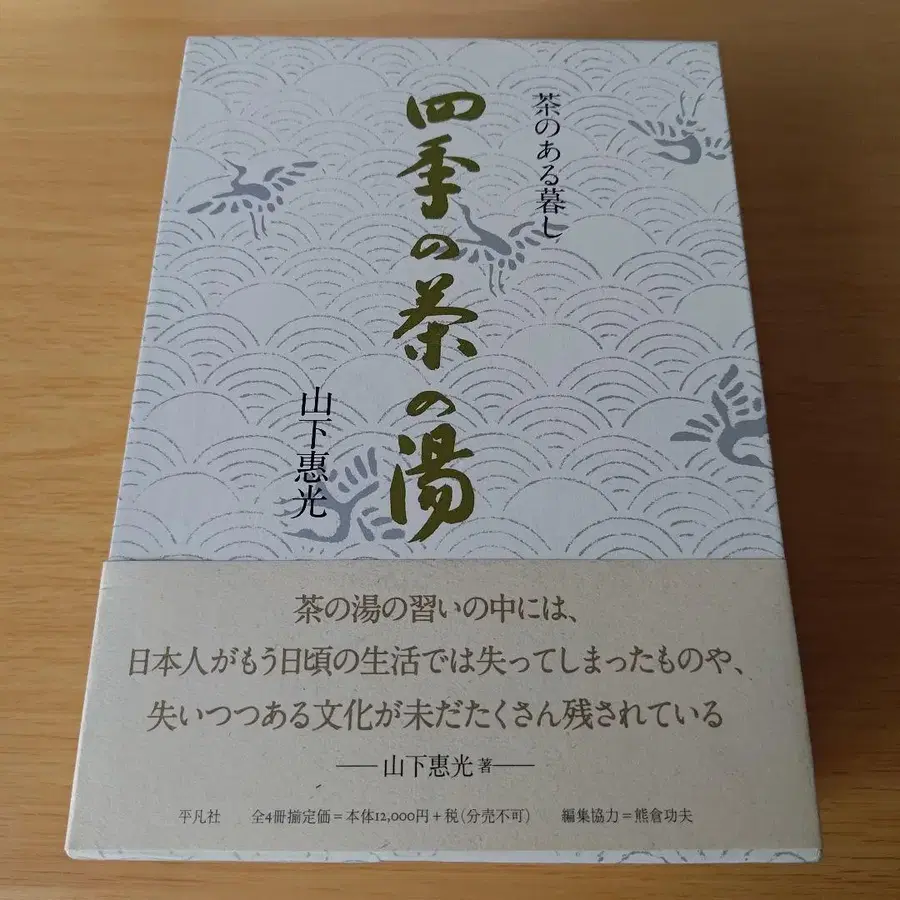 茶のある暮し
四季の茶の湯
山下惠光
茶の湯の習いの中には、
日本人がもう日頃の生活では失ってしまったものや、
失いつつある文化が未だたくさん残されている
──山下惠光 著──
平凡社　全4冊揃定価=本体12,000円+税(分売不可)　編集協力=熊倉功夫